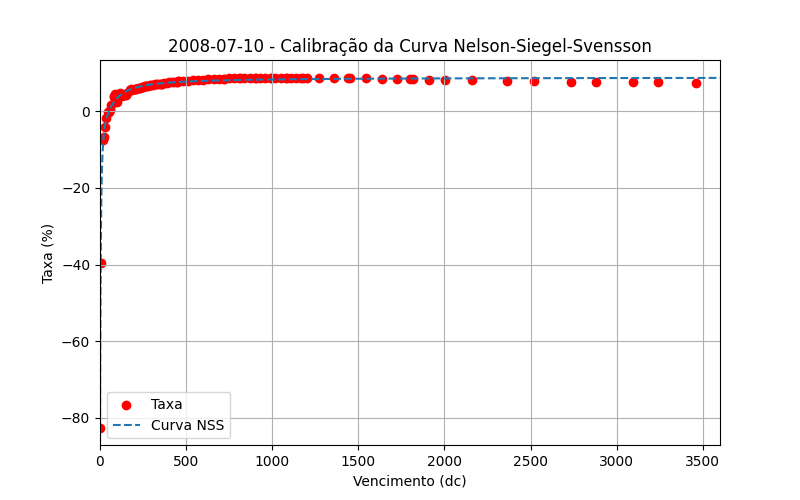 2008-07-10 - Calibração da Curva Nelson-Siegel-Svensson
0
−20
−40
−60
−80
Taxa (%)
Taxa
Curva NSS
0 500 1000 1500 2000 2500 3000 3500
Vencimento (dc)